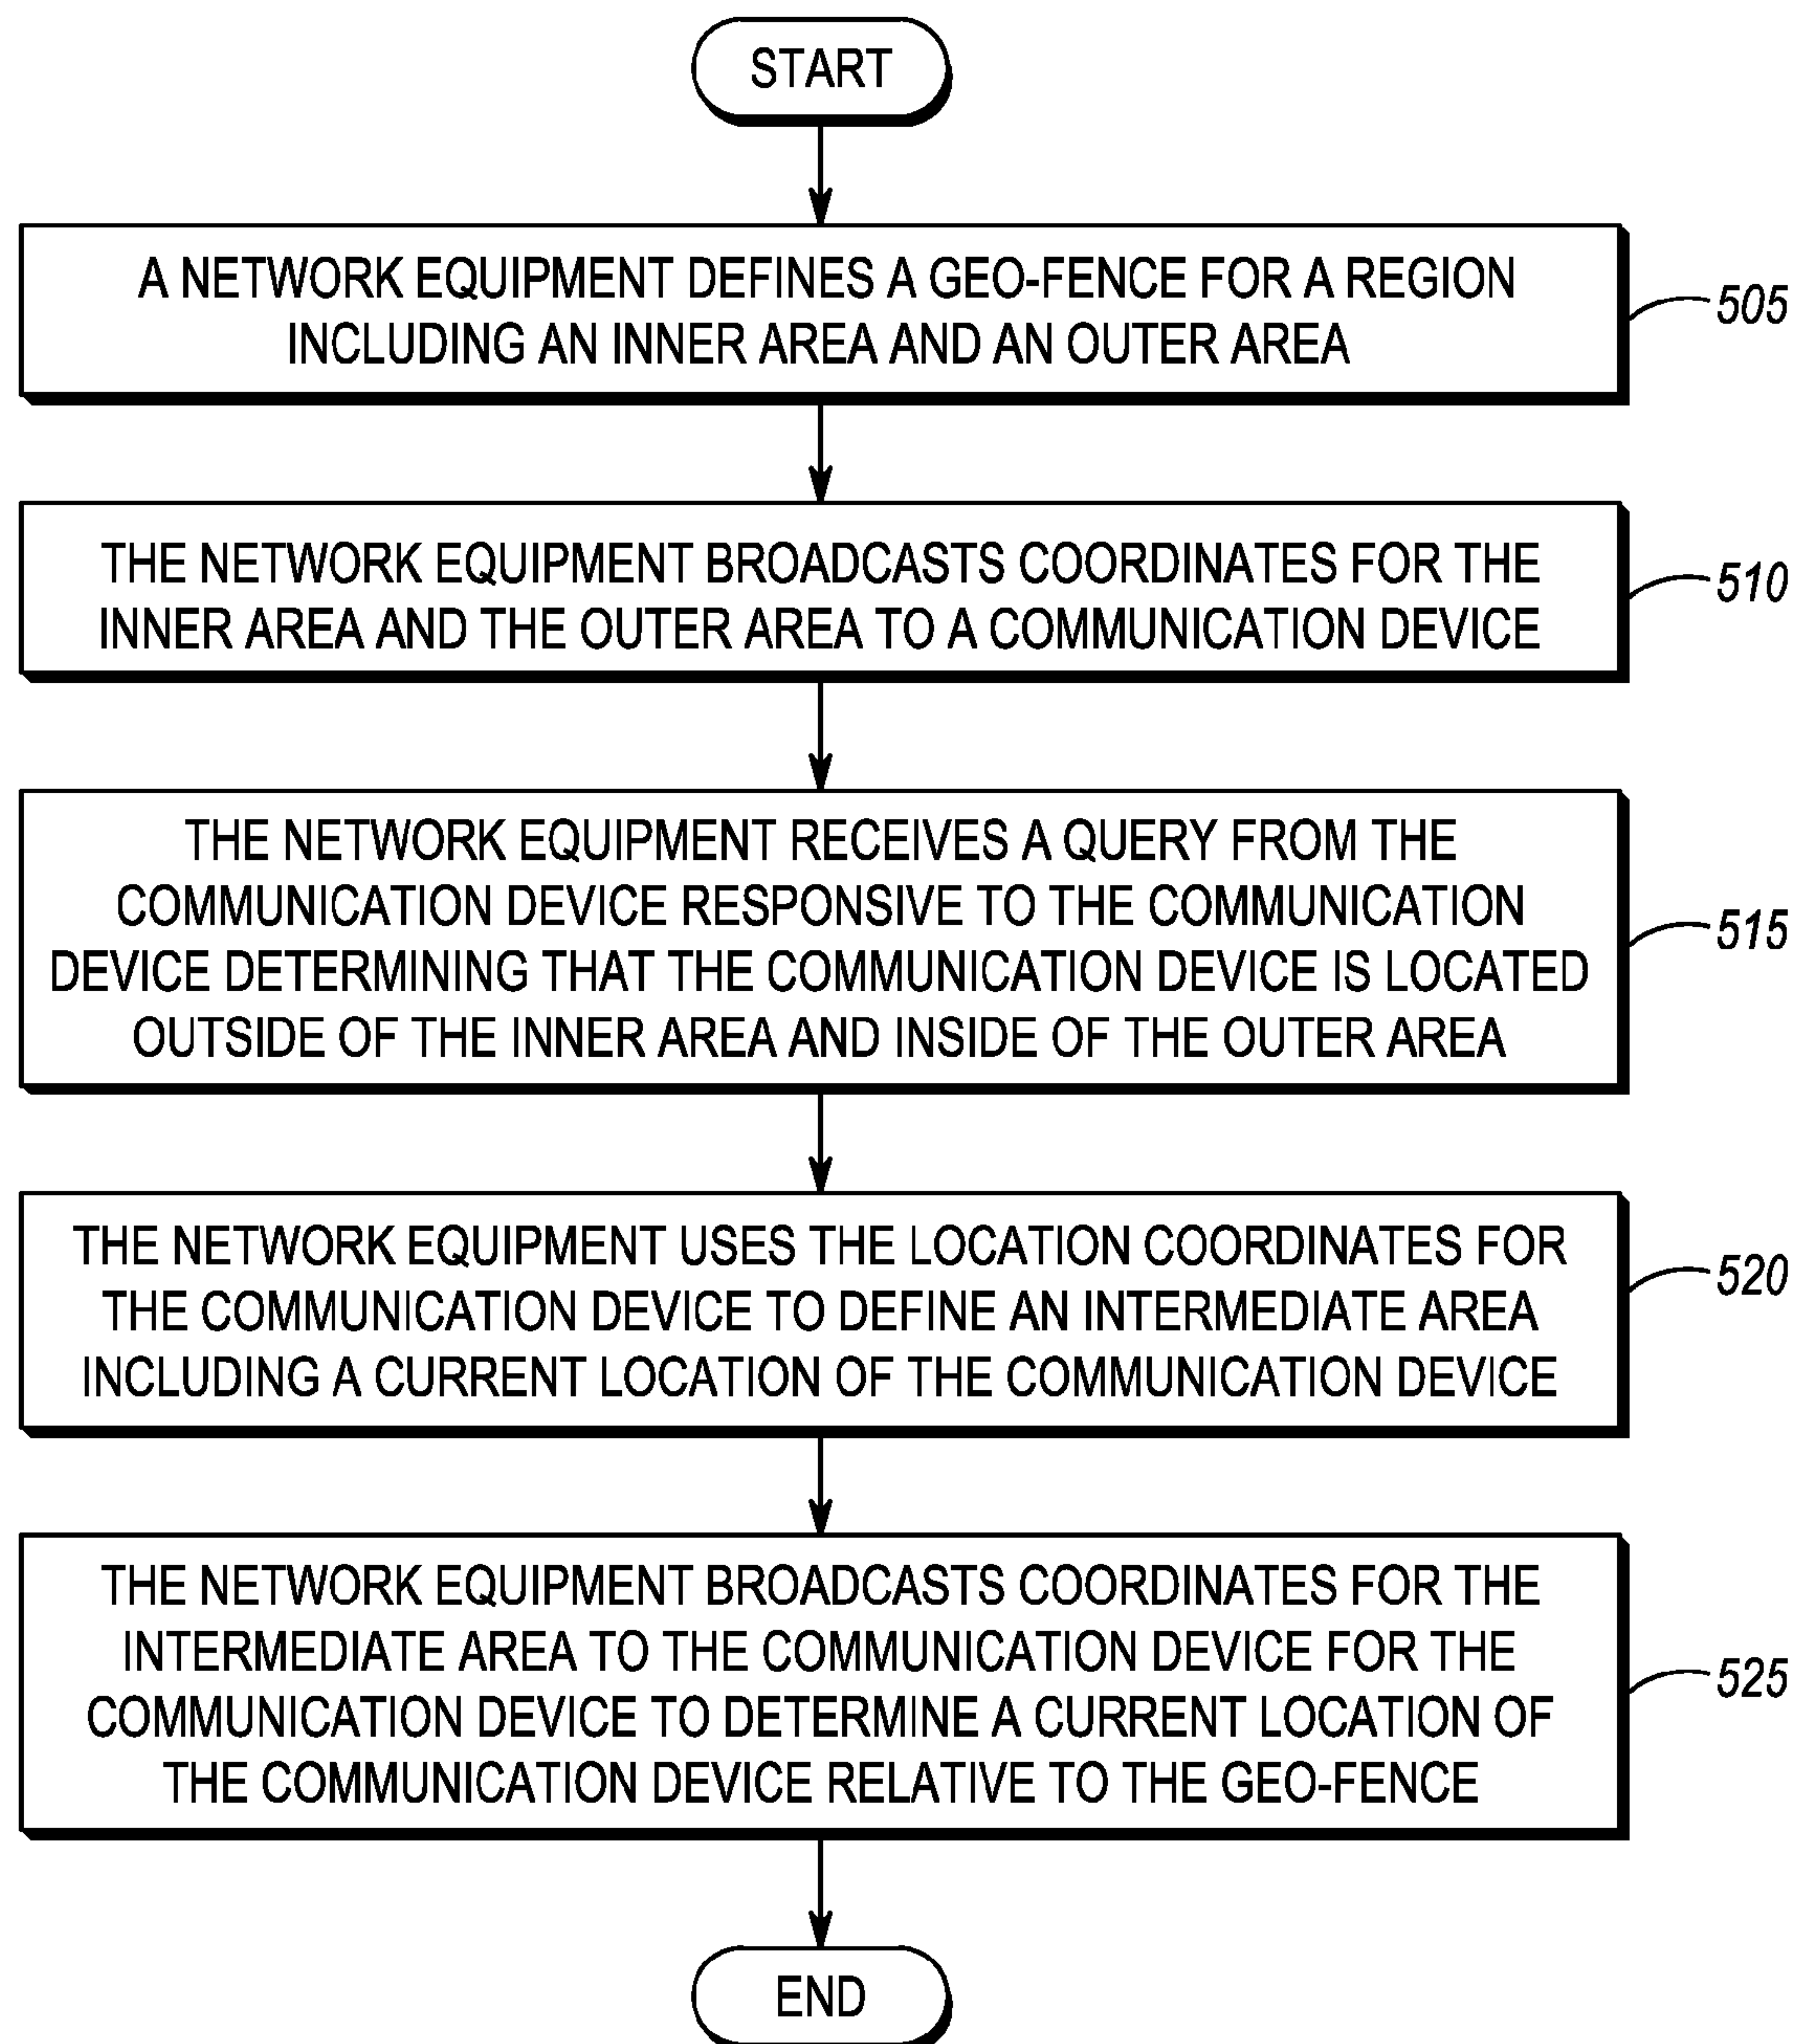 START
A NETWORK EQUIPMENT DEFINES A GEO-FENCE FOR A REGION
INCLUDING AN INNER AREA AND AN OUTER AREA
505
THE NETWORK EQUIPMENT BROADCASTS COORDINATES FOR THE
INNER AREA AND THE OUTER AREA TO A COMMUNICATION DEVICE
510
THE NETWORK EQUIPMENT RECEIVES A QUERY FROM THE
COMMUNICATION DEVICE RESPONSIVE TO THE COMMUNICATION
DEVICE DETERMINING THAT THE COMMUNICATION DEVICE IS LOCATED
OUTSIDE OF THE INNER AREA AND INSIDE OF THE OUTER AREA
515
THE NETWORK EQUIPMENT USES THE LOCATION COORDINATES FOR
THE COMMUNICATION DEVICE TO DEFINE AN INTERMEDIATE AREA
INCLUDING A CURRENT LOCATION OF THE COMMUNICATION DEVICE
520
THE NETWORK EQUIPMENT BROADCASTS COORDINATES FOR THE
INTERMEDIATE AREA TO THE COMMUNICATION DEVICE FOR THE
COMMUNICATION DEVICE TO DETERMINE A CURRENT LOCATION OF
THE COMMUNICATION DEVICE RELATIVE TO THE GEO-FENCE
525
END